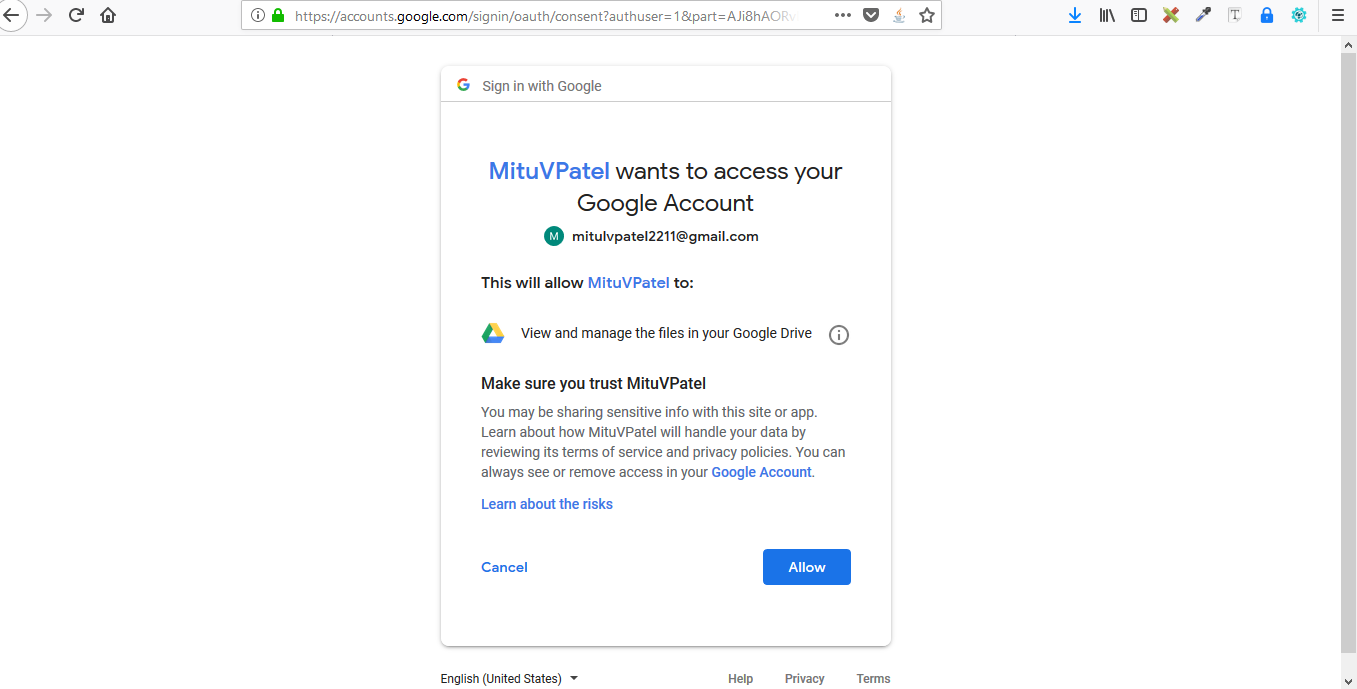 https://accounts.google.com/signin/oauth/consent?authuser=1&part=AJi8hAORv
Sign in with Google
MituVPatel wants to access your
Google Account
M mitulvpatel2211@gmail.com
This will allow MituVPatel to:
View and manage the files in your Google Drive
Make sure you trust MituVPatel
You may be sharing sensitive info with this site or app.
Learn about how MituVPatel will handle your data by
reviewing its terms of service and privacy policies. You can
always see or remove access in your Google Account.
Learn about the risks
Cancel Allow
English (United States) Help Privacy Terms